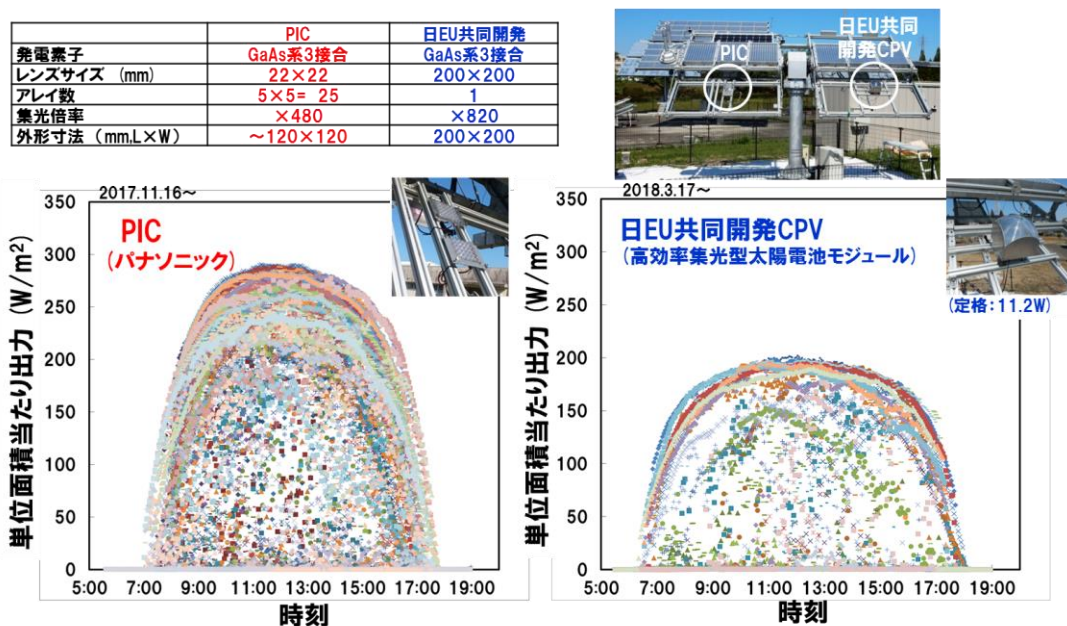 PIC 日EU共同開発
発電素子 GaAs系3接合 GaAs系3接合
レンズサイズ (mm) 22×22 200×200
アレイ数 5×5= 25 1
集光倍率 ×480 ×820
外形寸法 (mm,L×W) ~120×120 200×200
PIC
日EU共同
開発CPV
2017.11.16~
PIC
(パナソニック)
単位面積当たり出力 (W/m²)
350
300
250
200
150
100
50
0
5:00 7:00 9:00 11:00 13:00 15:00 17:00 19:00
時刻
2018.3.17~
日EU共同開発CPV
(高効率集光型太陽電池モジュール)
(定格:11.2W)
単位面積当たり出力 (W/m²)
350
300
250
200
150
100
50
0
5:00 7:00 9:00 11:00 13:00 15:00 17:00 19:00
時刻